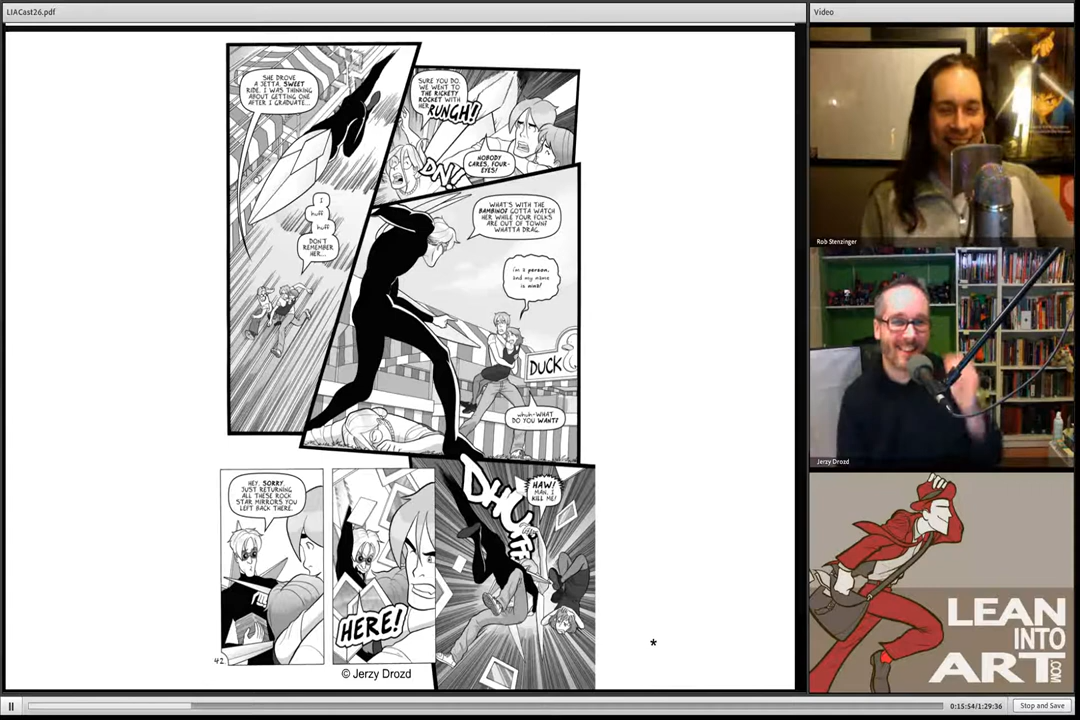 LIACast26.pdf
Video
SHE DROVE
A JETTA. SWEET
RIDE. I WAS THINKING
ABOUT GETTING ONE
AFTER I GRADUATE...
SURE YOU DO.
WE WENT TO
THE RICKETY
ROCKET WITH
HER
RUNGH!
DN!
NOBODY
CARES, FOUR-
EYES!
I
huff
huff
DON'T
REMEMBER
HER...
WHAT'S WITH THE
BAMBINO? GOTTA WATCH
HER WHILE YOUR FOLKS
ARE OUT OF TOWN?
WHATTA DRAG.
i'm a person.
and my name
is
DUCK
whuh-WHAT
DO YOU WANT?
HEY, SORRY.
JUST RETURNING
ALL THESE ROCK
STAR MIRRORS YOU
LEFT BACK THERE.
HERE!
HAW!
MAN, I
KILL ME!
42
© Jerzy Drozd
*
Rob Stenzinger
Jerzy Drozd
LEAN
INTO
ART
.COM
0:15:54/1:29:36
Stop and Save